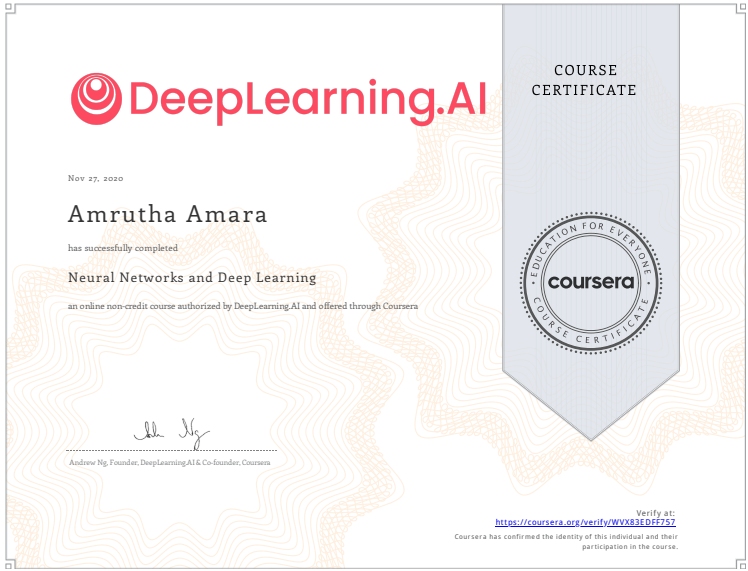 DeepLearning.AI
COURSE
CERTIFICATE
Nov 27, 2020
Amrutha Amara
has successfully completed
Neural Networks and Deep Learning
an online non-credit course authorized by DeepLearning.AI and offered through Coursera
EDUCATION FOR EVERYONE
coursera
COURSE CERTIFICATE
Andrew Ng, Founder, DeepLearning.AI & Co-founder, Coursera
Verify at:
https://coursera.org/verify/WVX83EDFF757
Coursera has confirmed the identity of this individual and their
participation in the course.